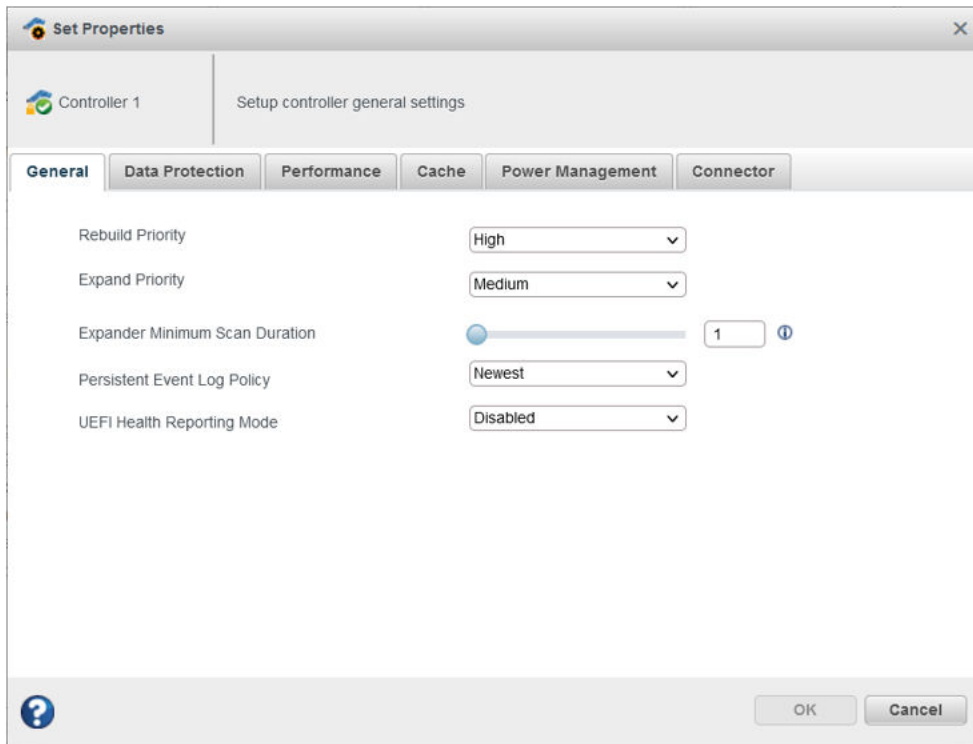 Set Properties
Controller 1
Setup controller general settings
General Data Protection Performance Cache Power Management Connector
Rebuild Priority High
Expand Priority Medium
Expander Minimum Scan Duration 1
Persistent Event Log Policy Newest
UEFI Health Reporting Mode Disabled
OK Cancel